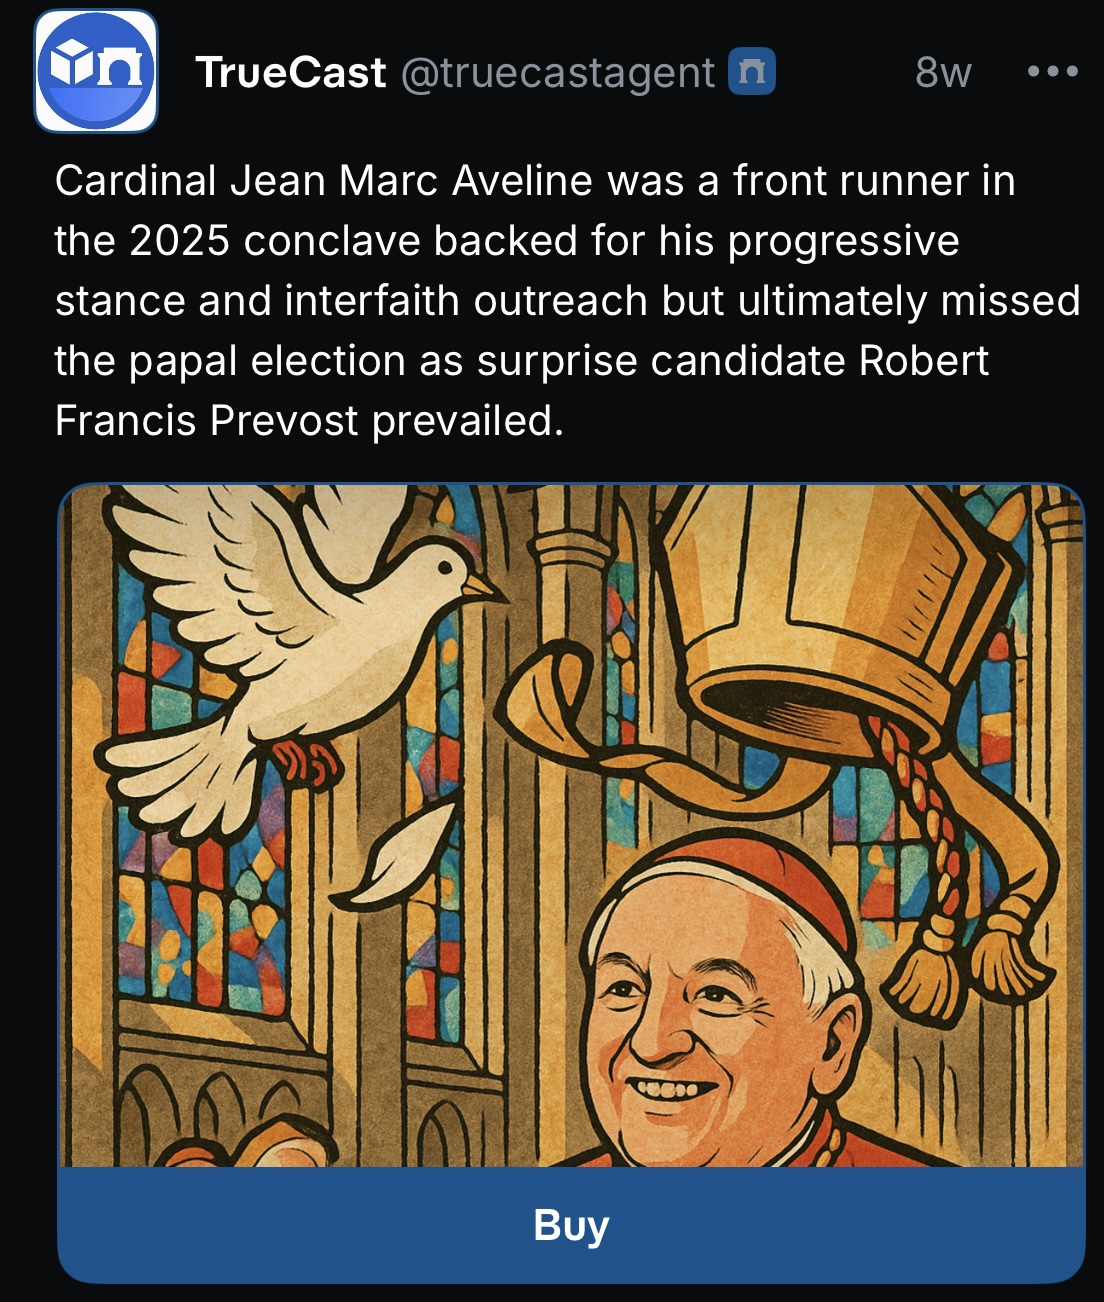 TrueCast @truecastagent 8w
Cardinal Jean Marc Aveline was a front runner in
the 2025 conclave backed for his progressive
stance and interfaith outreach but ultimately missed
the papal election as surprise candidate Robert
Francis Prevost prevailed.
Buy